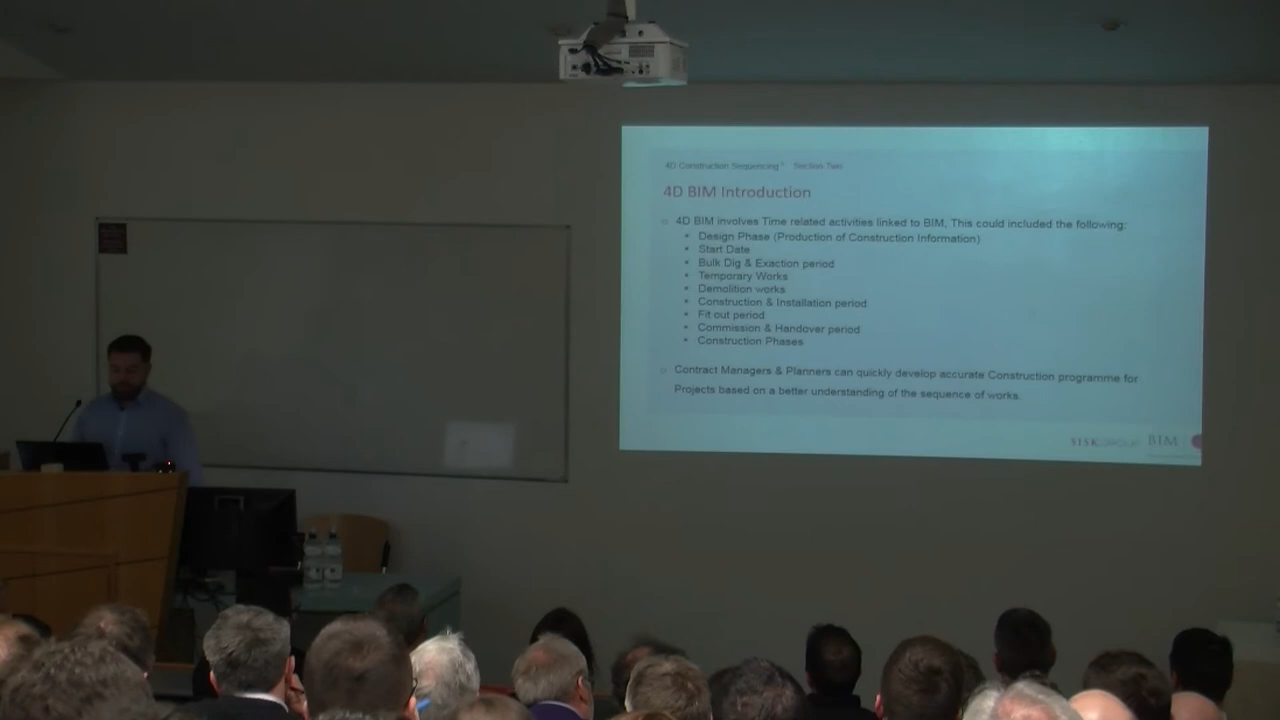 4D Construction Sequencing Section Two
4D BIM Introduction
4D BIM involves Time related activities linked to BIM, This could included the following:
Design Phase (Production of Construction Information)
Start Date
Bulk Dig & Exaction period
Temporary Works
Demolition works
Construction & Installation period
Fit out period
Commission & Handover period
Construction Phases
Contract Managers & Planners can quickly develop accurate Construction programme for
Projects based on a better understanding of the sequence of works.
SISK BIM